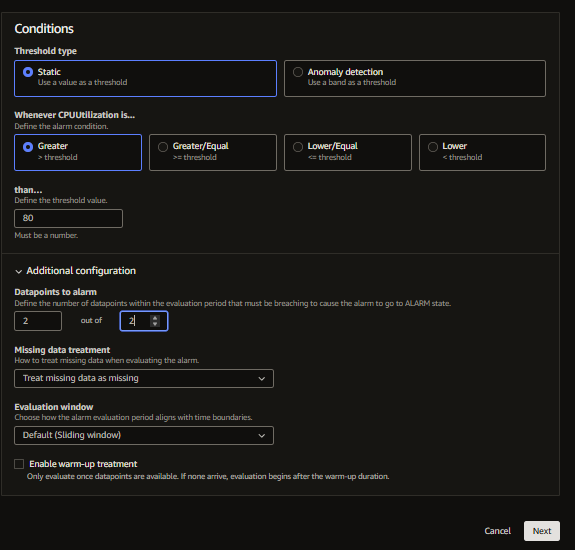 Conditions
Threshold type
Static
Use a value as a threshold
Anomaly detection
Use a band as a threshold
Whenever CPUUtilization is...
Define the alarm condition.
Greater
> threshold
Greater/Equal
>= threshold
Lower/Equal
<= threshold
Lower
< threshold
than...
Define the threshold value.
80
Must be a number.
Additional configuration
Datapoints to alarm
Define the number of datapoints within the evaluation period that must be breaching to cause the alarm to go to ALARM state.
2 out of 2
Missing data treatment
How to treat missing data when evaluating the alarm.
Treat missing data as missing
Evaluation window
Choose how the alarm evaluation period aligns with time boundaries.
Default (Sliding window)
Enable warm-up treatment
Only evaluate once datapoints are available. If none arrive, evaluation begins after the warm-up duration.
Cancel Next